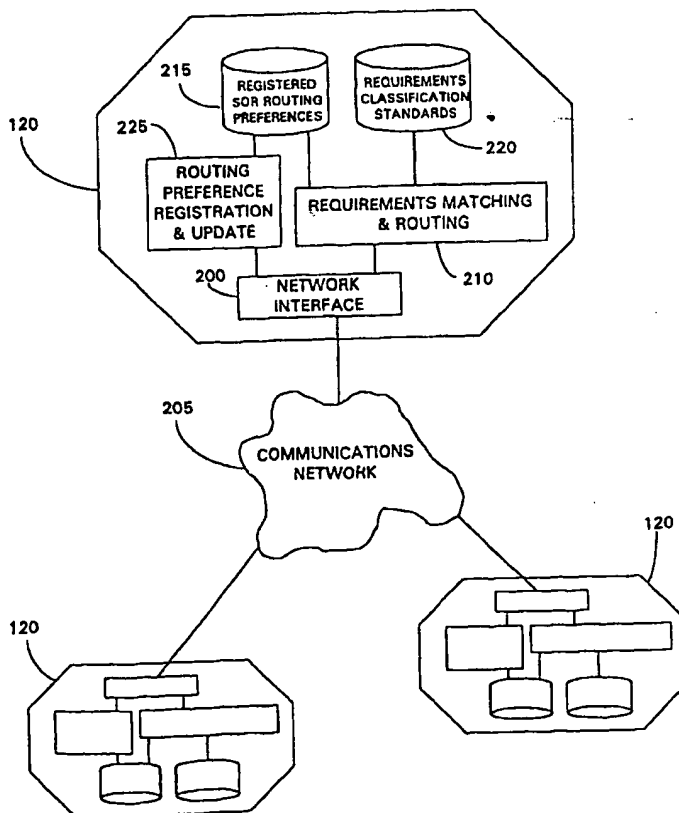 215
REGISTERED
SOR ROUTING
PREFERENCES
REQUIREMENTS
CLASSIFICATION
STANDARDS
225
120
220
ROUTING
PREFERENCE
REGISTRATION
& UPDATE
REQUIREMENTS MATCHING
& ROUTING
200
NETWORK
INTERFACE
210
205
COMMUNICATIONS
NETWORK
120
120